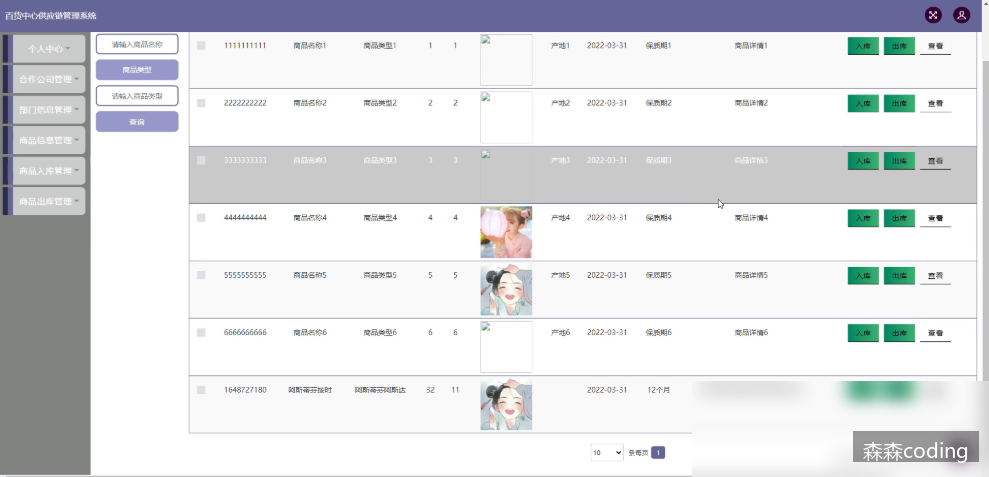 百货中心供应链管理系统
个人中心
合作公司管理
部门信息管理
商品信息管理
商品入库管理
商品出库管理
请输入商品名称
商品类型
请输入商品类型
查询
1111111111 商品名称1 商品类型1 1 1 产地1 2022-03-31 保质期1 商品详情1 入库 出库 查看
2222222222 商品名称2 商品类型2 2 2 产地2 2022-03-31 保质期2 商品详情2 入库 出库 查看
3333333333 商品名称3 商品类型3 3 3 产地3 2022-03-31 保质期3 商品详情3 入库 出库 查看
4444444444 商品名称4 商品类型4 4 4 产地4 2022-03-31 保质期4 商品详情4 入库 出库 查看
5555555555 商品名称5 商品类型5 5 5 产地5 2022-03-31 保质期5 商品详情5 入库 出库 查看
6666666666 商品名称6 商品类型6 6 6 产地6 2022-03-31 保质期6 商品详情6 入库 出库 查看
1648727180 阿斯蒂芬按时 阿斯蒂芬阿斯达 32 11 2022-03-31 12个月
10 条每页 1
森森coding